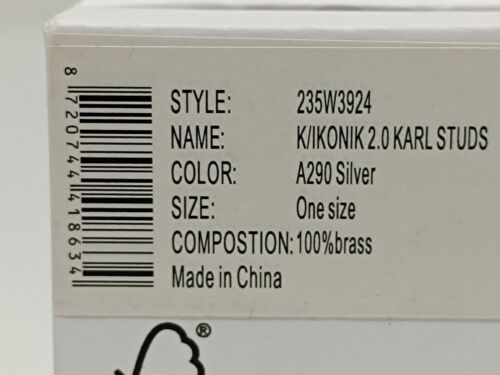 STYLE: 235W3924
NAME: K/IKONIK 2.0 KARL STUDS
COLOR: A290 Silver
SIZE: One size
COMPOSTION: 100%brass
Made in China
8 720744 418634
®